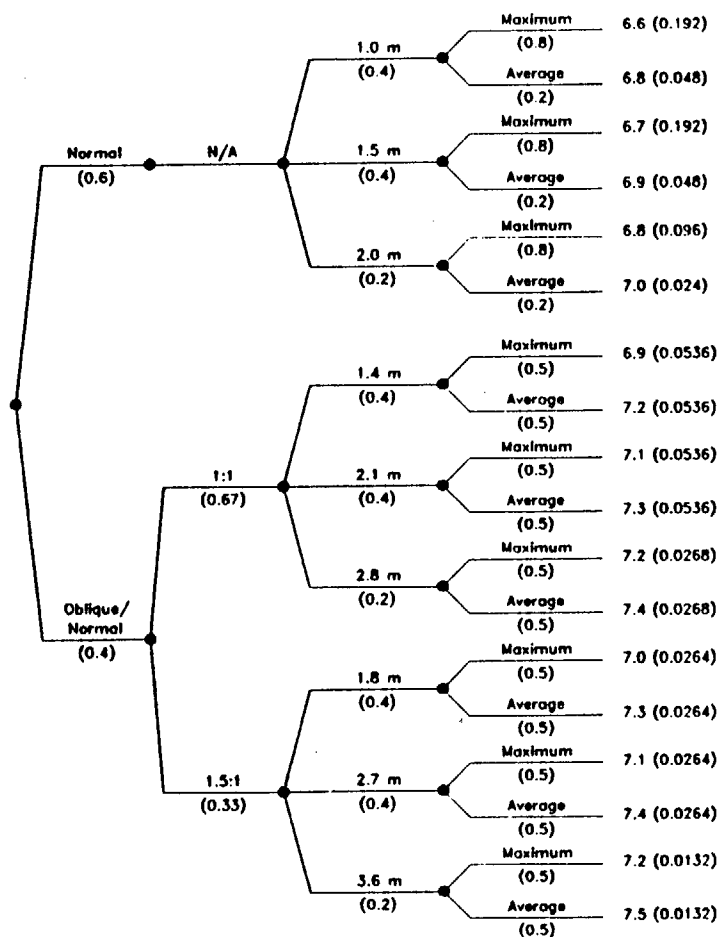 Maximum
(0.8)
6.6 (0.192)
1.0 m
(0.4)
Average
(0.2)
6.8 (0.048)
Maximum
(0.8)
6.7 (0.192)
Normal
(0.6)
N/A
1.5 m
(0.4)
Average
(0.2)
6.9 (0.048)
Maximum
(0.8)
6.8 (0.096)
2.0 m
(0.2)
Average
(0.2)
7.0 (0.024)
Maximum
(0.5)
6.9 (0.0536)
1.4 m
(0.4)
Average
(0.5)
7.2 (0.0536)
Maximum
(0.5)
7.1 (0.0536)
1:1
(0.67)
2.1 m
(0.4)
Average
(0.5)
7.3 (0.0536)
Maximum
(0.5)
7.2 (0.0268)
2.8 m
(0.2)
Average
(0.5)
7.4 (0.0268)
Oblique/
Normal
(0.4)
Maximum
(0.5)
7.0 (0.0264)
1.8 m
(0.4)
Average
(0.5)
7.3 (0.0264)
Maximum
(0.5)
7.1 (0.0264)
1.5:1
(0.33)
2.7 m
(0.4)
Average
(0.5)
7.4 (0.0264)
Maximum
(0.5)
7.2 (0.0132)
3.6 m
(0.2)
Average
(0.5)
7.5 (0.0132)